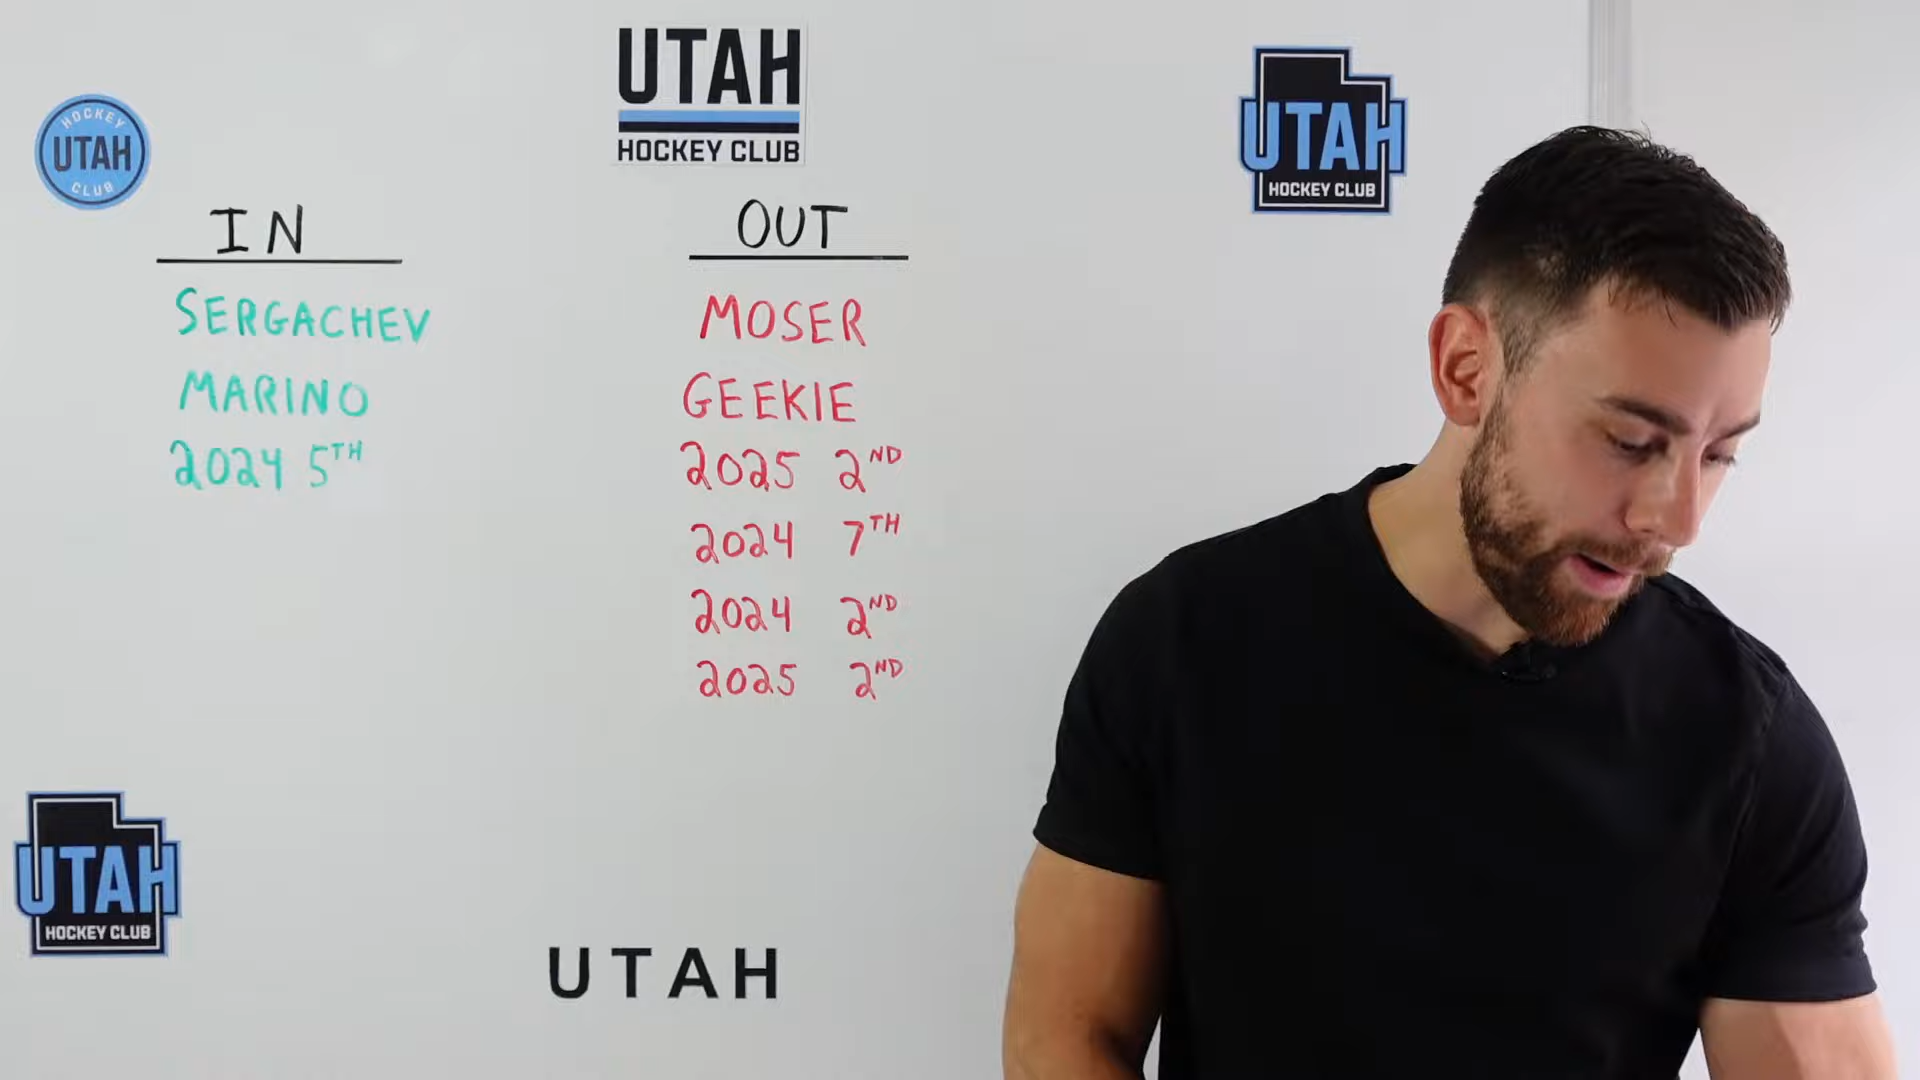 UTAH
HOCKEY CLUB
HOCKEY
UTAH
CLUB
UTAH
HOCKEY CLUB
IN
SERGACHEV
MARINO
2024 5TH
OUT
MOSER
GEEKIE
2025 2ND
2024 7TH
2024 2ND
2025 2ND
UTAH
HOCKEY CLUB
UTAH